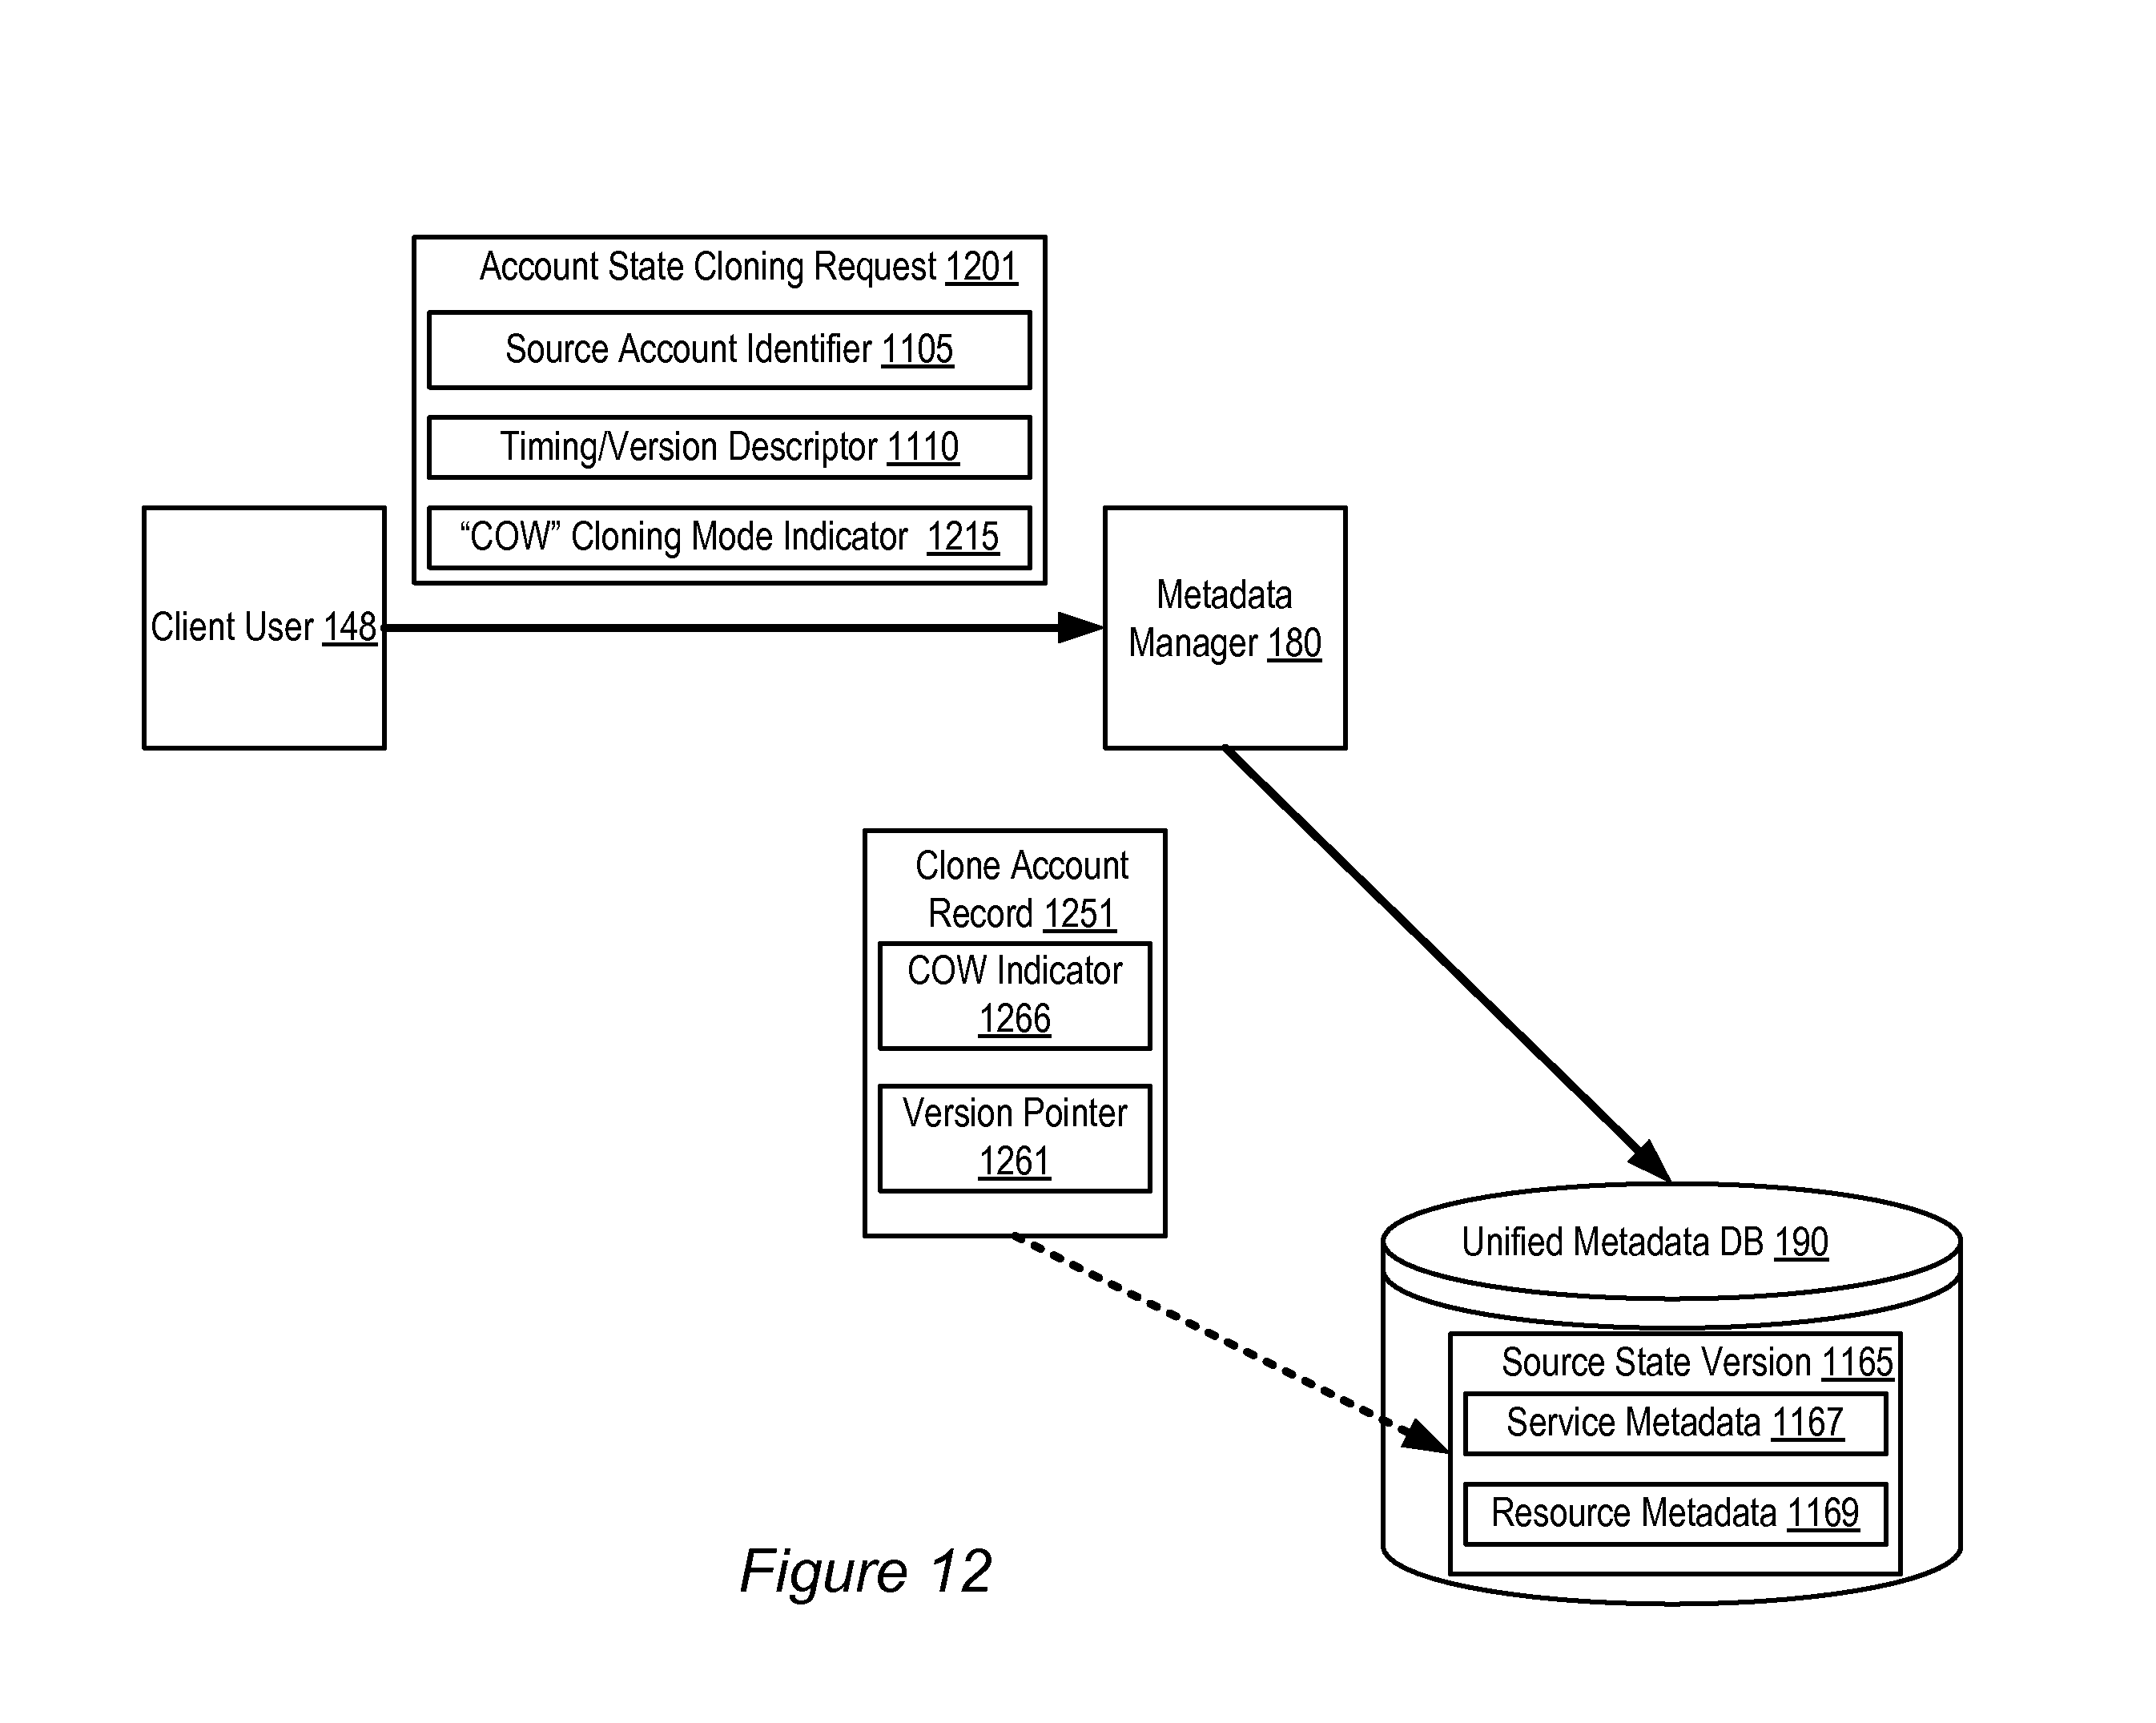 Account State Cloning Request 1201
Source Account Identifier 1105
Timing/Version Descriptor 1110
“COW” Cloning Mode Indicator 1215
Client User 148
Metadata
Manager 180
Clone Account
Record 1251
COW Indicator
1266
Version Pointer
1261
Unified Metadata DB 190
Source State Version 1165
Service Metadata 1167
Resource Metadata 1169
Figure 12